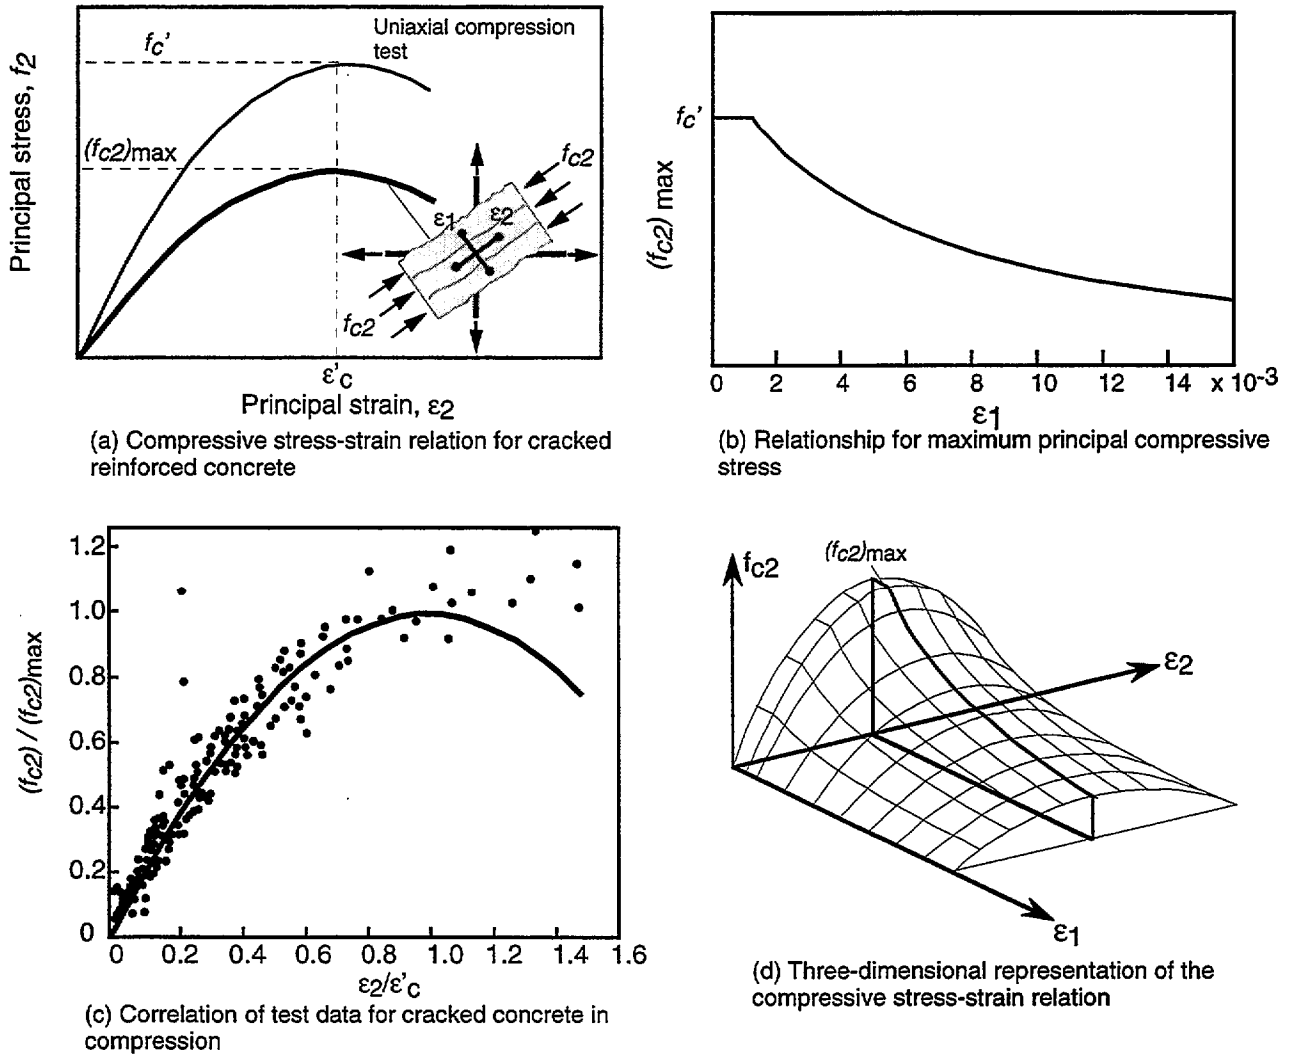 Principal stress, f2
fc'
(fc2)max
Uniaxial compression
test
fc2
ε1
ε2
fc2
ε'c
Principal strain, ε2
(a) Compressive stress-strain relation for cracked
reinforced concrete
(fc2) max
fc'
0 2 4 6 8 10 12 14 x 10-3
ε1
(b) Relationship for maximum principal compressive
stress
(fc2) / (fc2)max
1.2
1.0
0.8
0.6
0.4
0.2
0
0 0.2 0.4 0.6 0.8 1.0 1.2 1.4 1.6
ε2/ε'c
(c) Correlation of test data for cracked concrete in
compression
fc2
(fc2)max
ε2
ε1
(d) Three-dimensional representation of the
compressive stress-strain relation